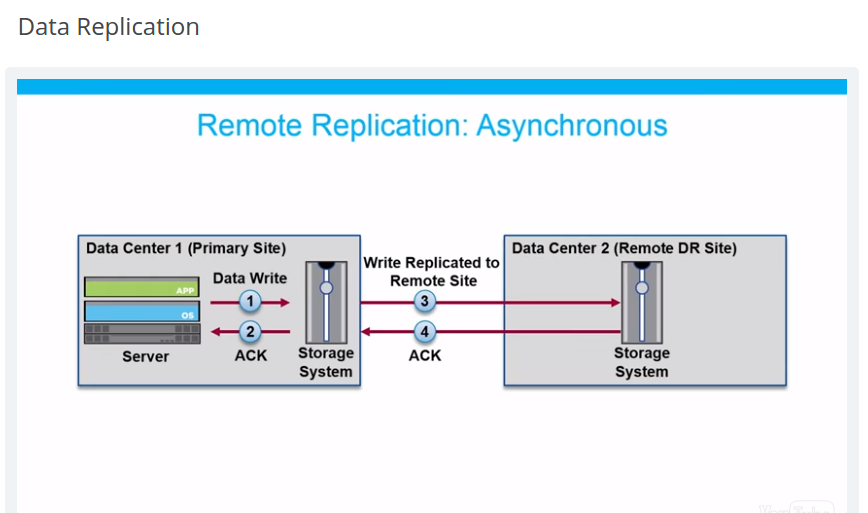 Data Replication
Remote Replication: Asynchronous
Data Center 1 (Primary Site)
APP
OS
Server
Data Write
1
2
ACK
Storage
System
Write Replicated to
Remote Site
3
4
ACK
Data Center 2 (Remote DR Site)
Storage
System